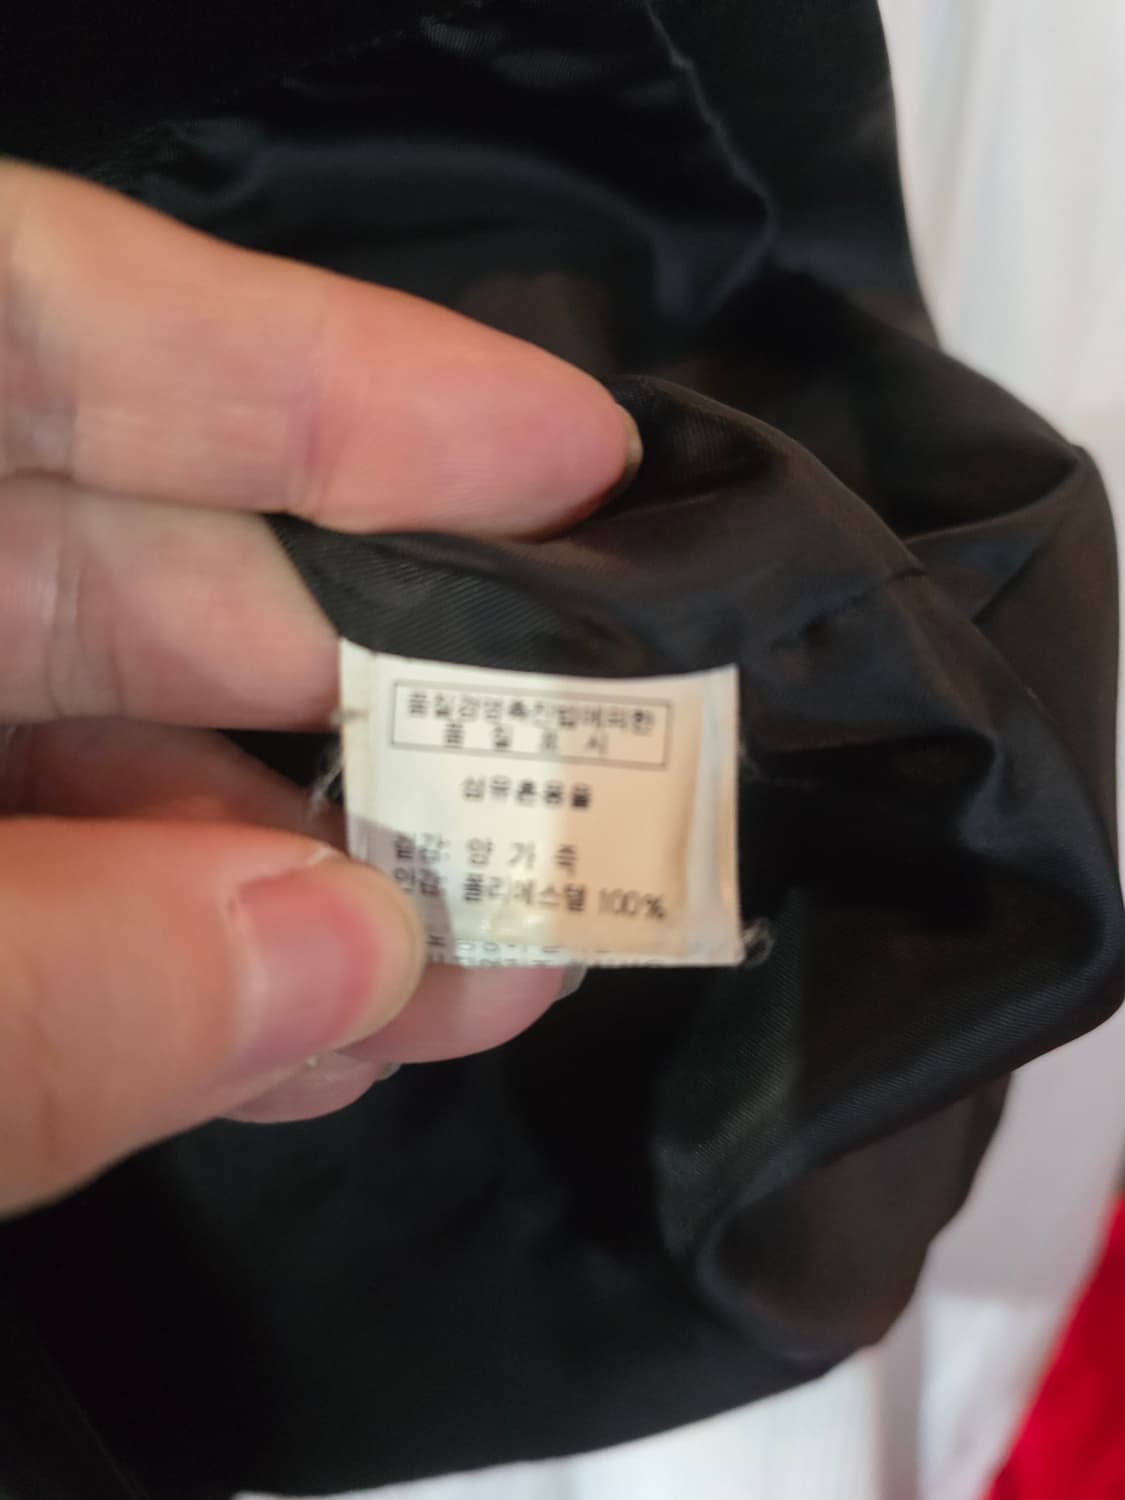 품질경영촉진법에의한
품 질 표 시
섬유혼용율
겉감: 양 가 죽
안감: 폴리에스텔 100%